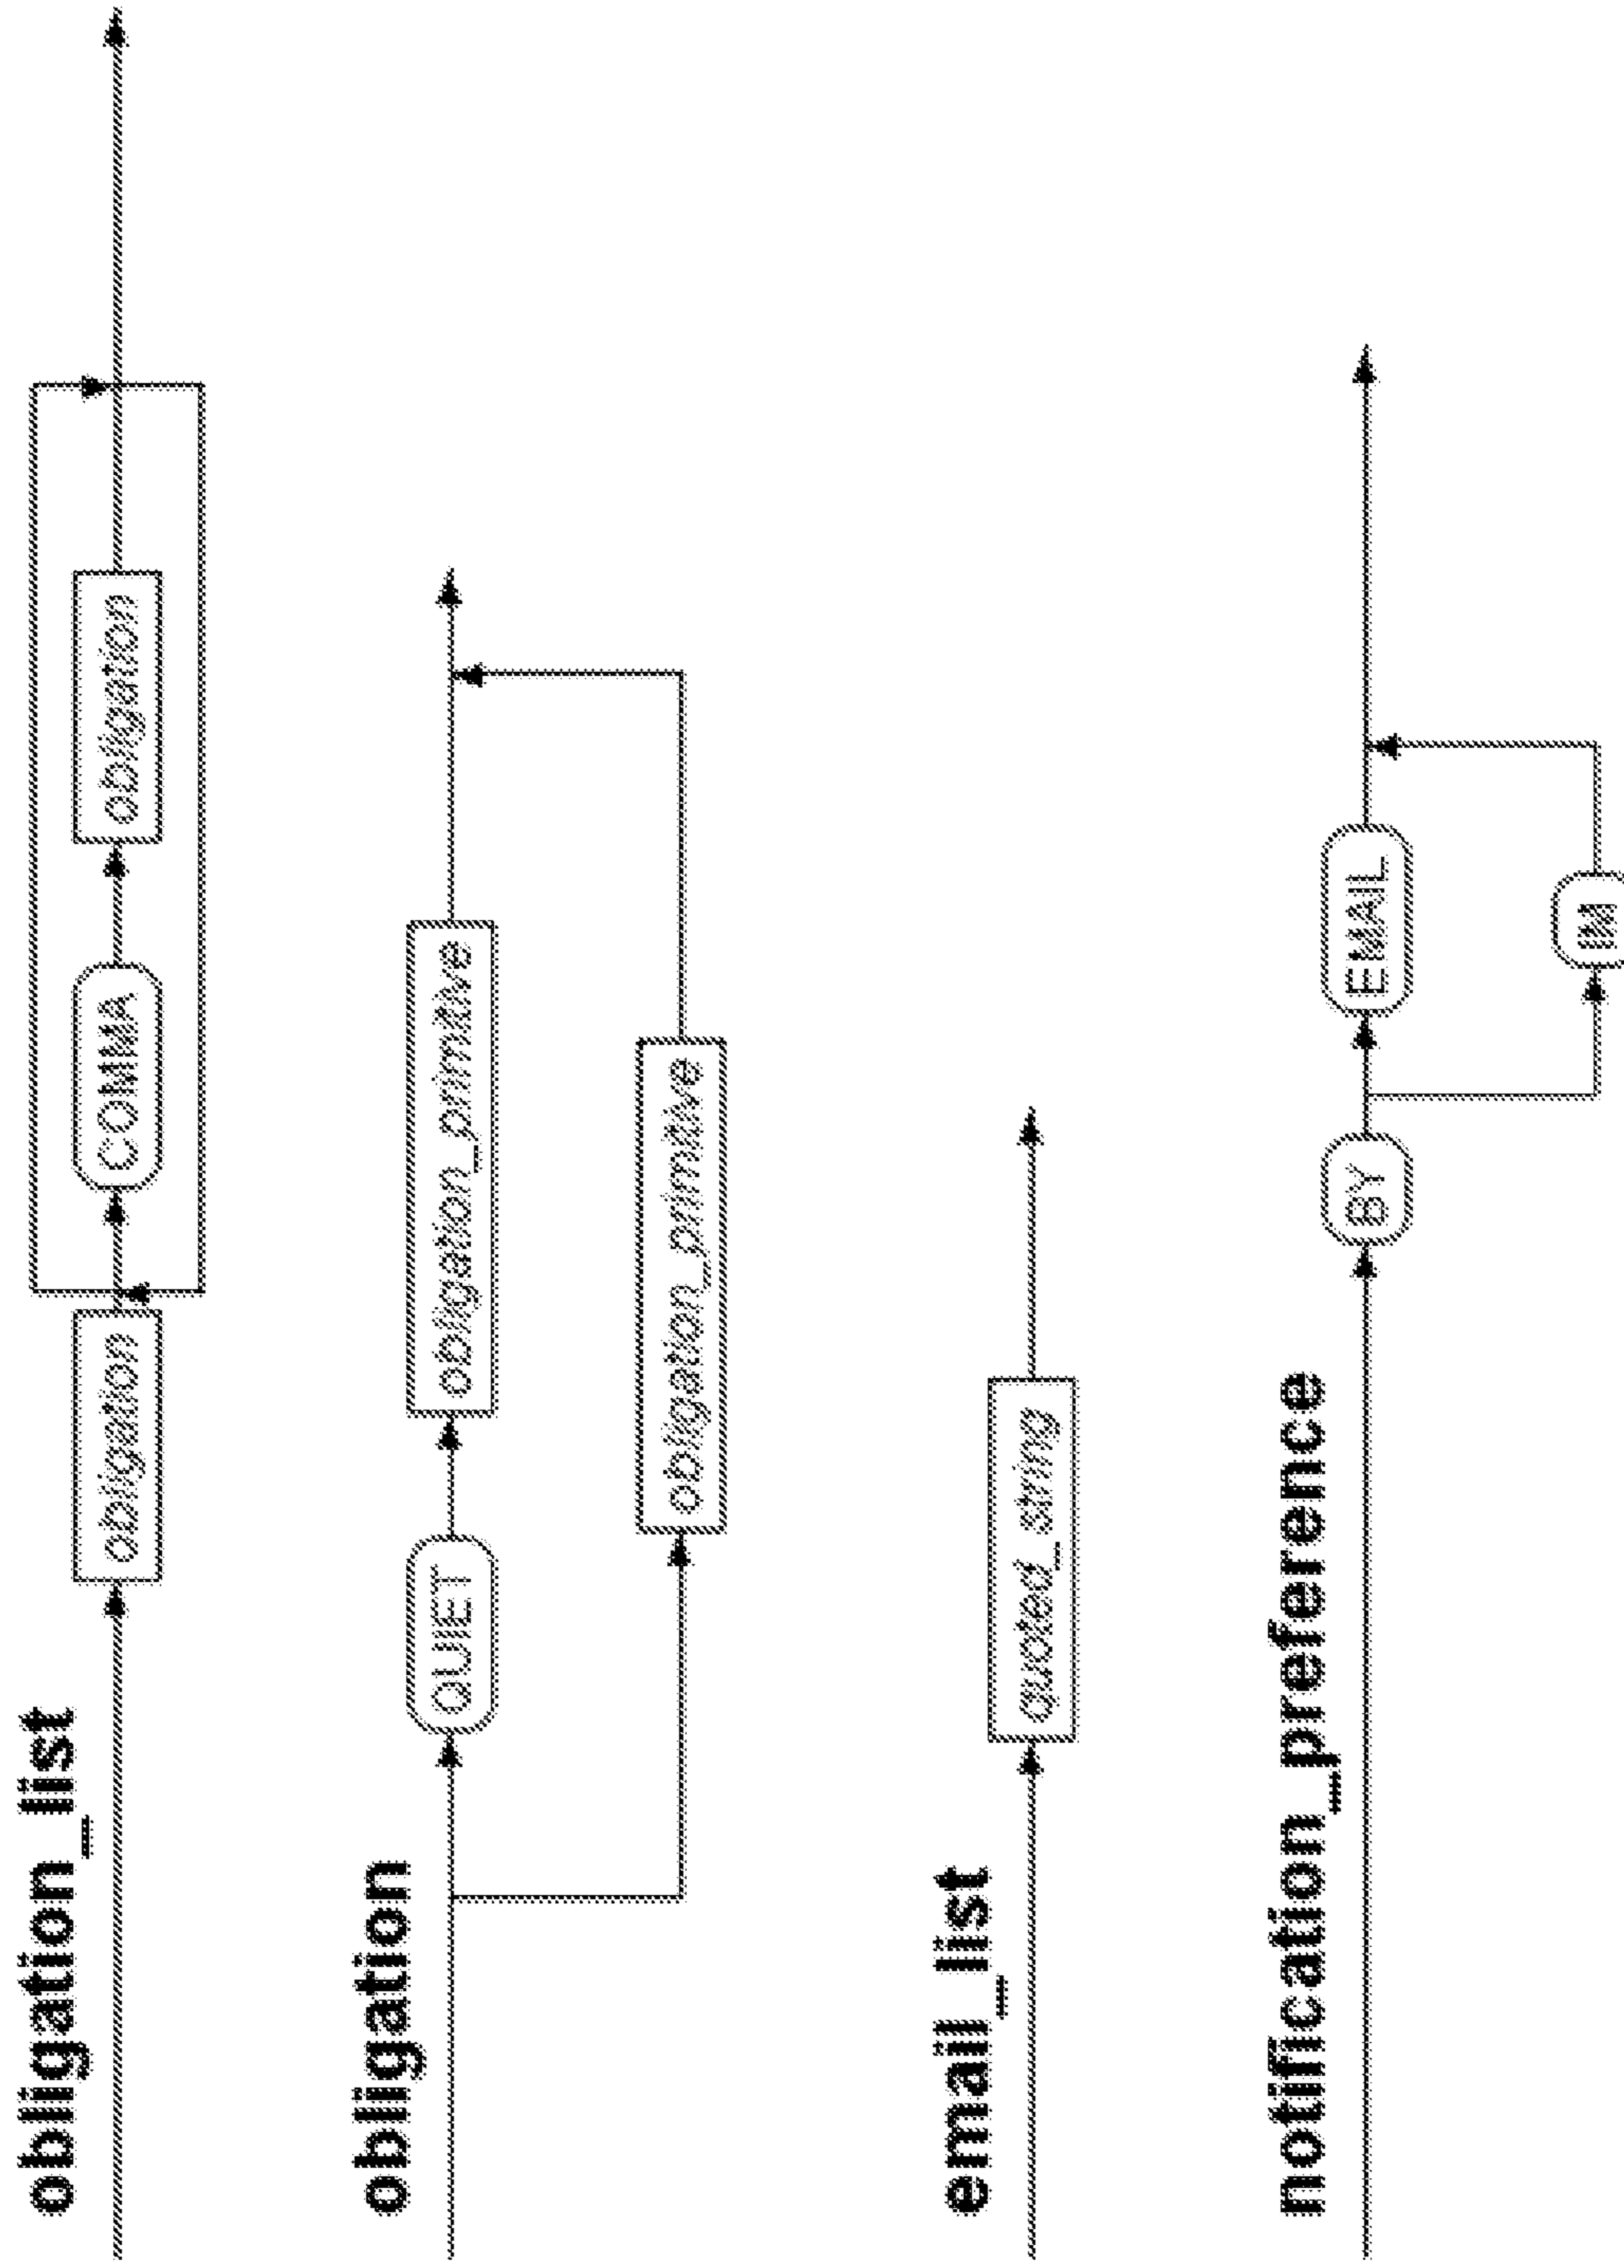 obligation_list
obligation COMMA obligation
obligation
QUIET obligation_primitive
obligation_primitive
email_list
quoted_string
notification_preference
BY EMAIL
IM